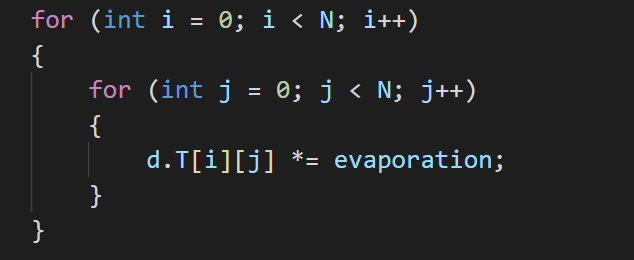 for (int i = 0; i < N; i++)
{
    for (int j = 0; j < N; j++)
    {
        d.T[i][j] *= evaporation;
    }
}